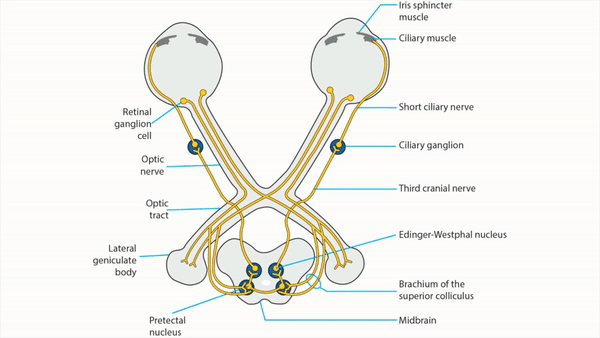 Iris sphincter
muscle
Ciliary muscle
Retinal
ganglion
cell
Short ciliary nerve
Optic
nerve
Ciliary ganglion
Optic
tract
Third cranial nerve
Lateral
geniculate
body
Edinger-Westphal nucleus
Brachium of the
superior colliculus
Pretectal
nucleus
Midbrain